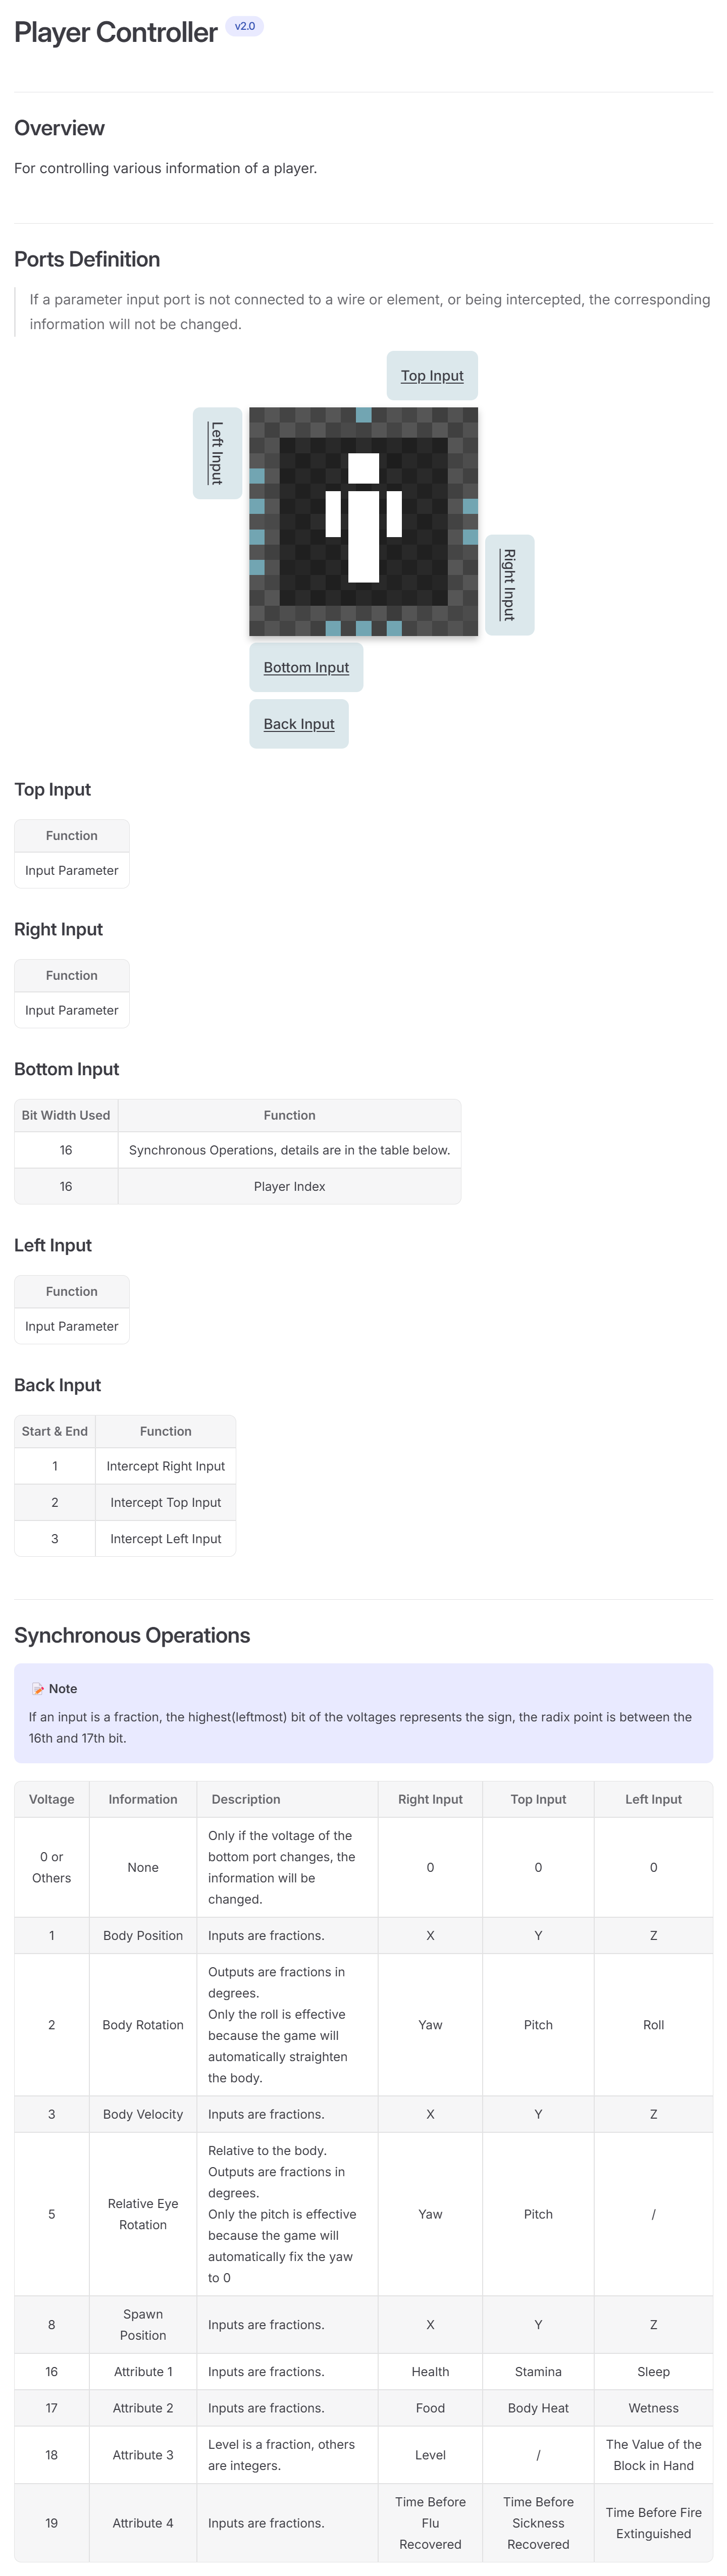 Player Controller v2.0
Overview
For controlling various information of a player.
Ports Definition
If a parameter input port is not connected to a wire or element, or being intercepted, the corresponding
information will not be changed.
Top Input
Left Input
Right Input
Bottom Input
Back Input
Top Input
Function
Input Parameter
Right Input
Function
Input Parameter
Bottom Input
Bit Width Used Function
16 Synchronous Operations, details are in the table below.
16 Player Index
Left Input
Function
Input Parameter
Back Input
Start & End Function
1 Intercept Right Input
2 Intercept Top Input
3 Intercept Left Input
Synchronous Operations
📝 Note
If an input is a fraction, the highest(leftmost) bit of the voltages represents the sign, the radix point is between the
16th and 17th bit.
Voltage Information Description Right Input Top Input Left Input
0 or
Others
None
Only if the voltage of the
bottom port changes, the
information will be
changed.
0 0 0
1 Body Position Inputs are fractions. X Y Z
2 Body Rotation
Outputs are fractions in
degrees.
Only the roll is effective
because the game will
automatically straighten
the body.
Yaw Pitch Roll
3 Body Velocity Inputs are fractions. X Y Z
5
Relative Eye
Rotation
Relative to the body.
Outputs are fractions in
degrees.
Only the pitch is effective
because the game will
automatically fix the yaw
to 0
Yaw Pitch /
8
Spawn
Position
Inputs are fractions. X Y Z
16 Attribute 1 Inputs are fractions. Health Stamina Sleep
17 Attribute 2 Inputs are fractions. Food Body Heat Wetness
18 Attribute 3
Level is a fraction, others
are integers.
Level /
The Value of the
Block in Hand
19 Attribute 4 Inputs are fractions.
Time Before
Flu
Recovered
Time Before
Sickness
Recovered
Time Before Fire
Extinguished